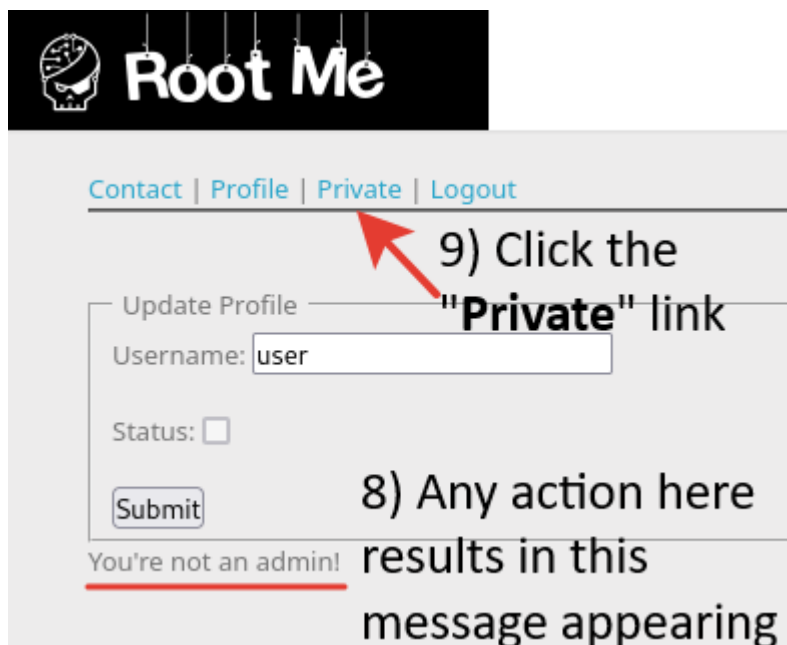 Root Me
Contact | Profile | Private | Logout
9) Click the
"Private" link
Update Profile
Username: user
Status:
Submit
8) Any action here
results in this
message appearing
You're not an admin!